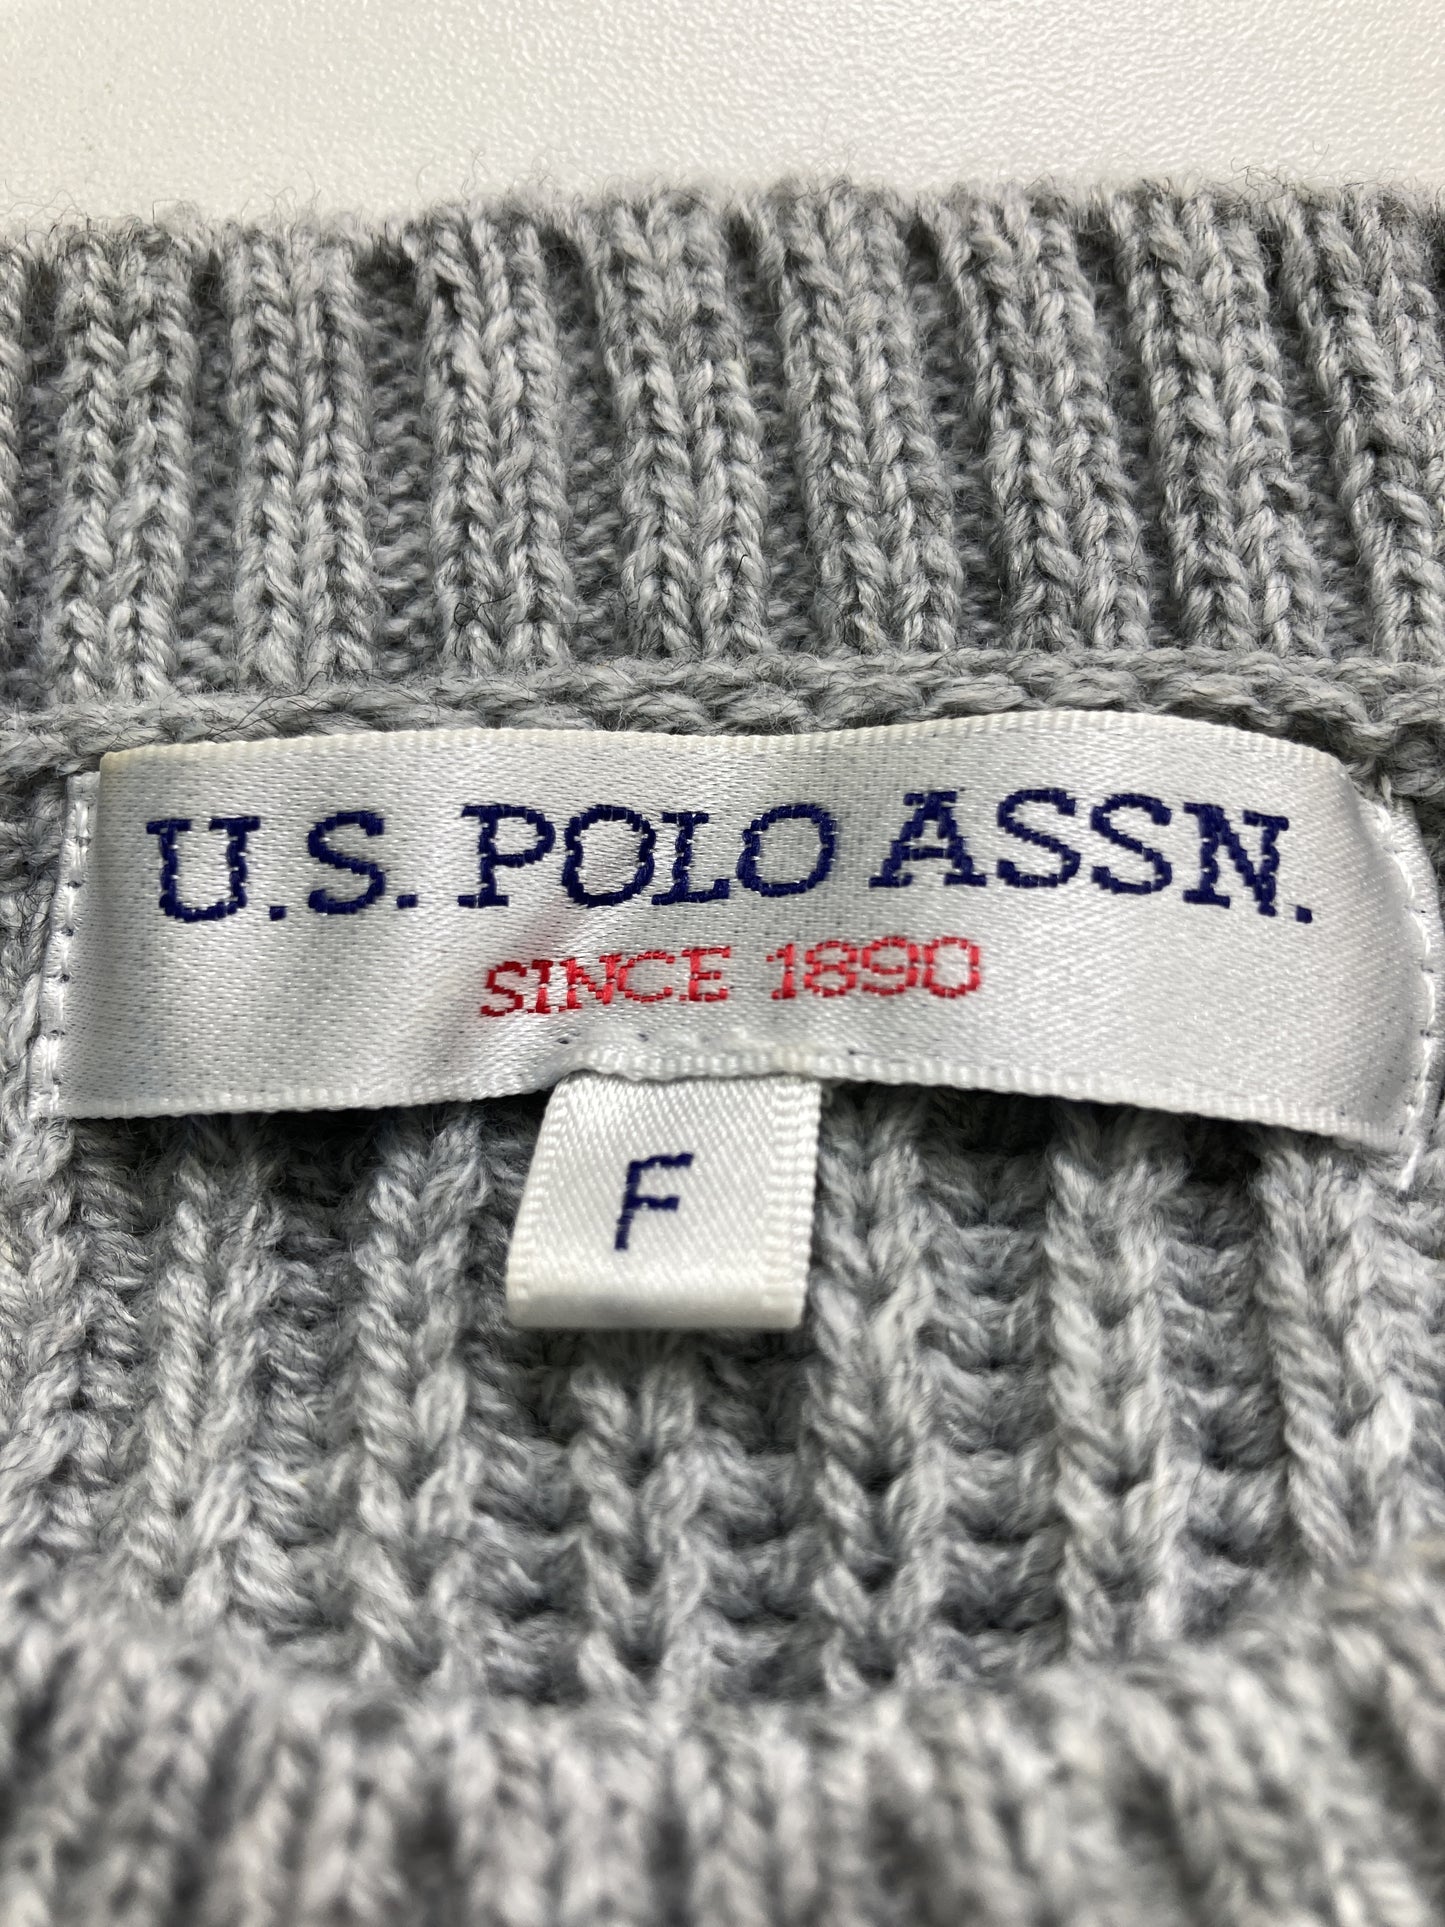 U.S. POLO ASSN.
SINCE 1890
F